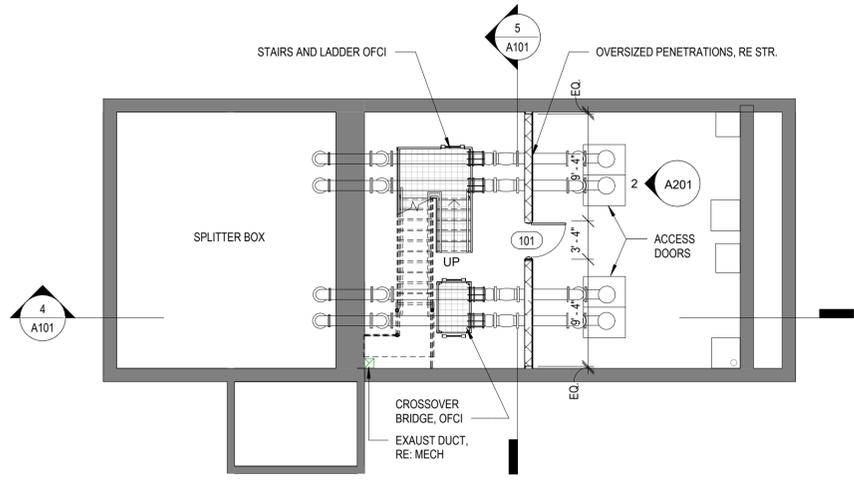 5
A101
STAIRS AND LADDER OFCI
OVERSIZED PENETRATIONS, RE STR.
EQ.
9' - 4"
2
A201
SPLITTER BOX
101
3' - 4"
ACCESS
DOORS
UP
4
A101
9' - 4"
EQ.
CROSSOVER
BRIDGE, OFCI
EXAUST DUCT,
RE: MECH